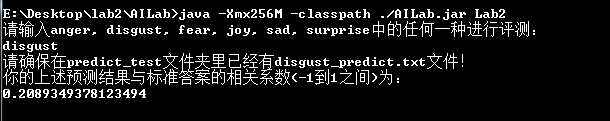 E:\Desktop\lab2\AILab>java -Xmx256M -classpath ./AILab.jar Lab2
请输入anger, disgust, fear, joy, sad, surprise中的任何一种进行评测:
disgust
请确保在predict_test文件夹里已经有disgust_predict.txt文件!
你的上述预测结果与标准答案的相关系数(-1到1之间)为:
0.2089349378123494